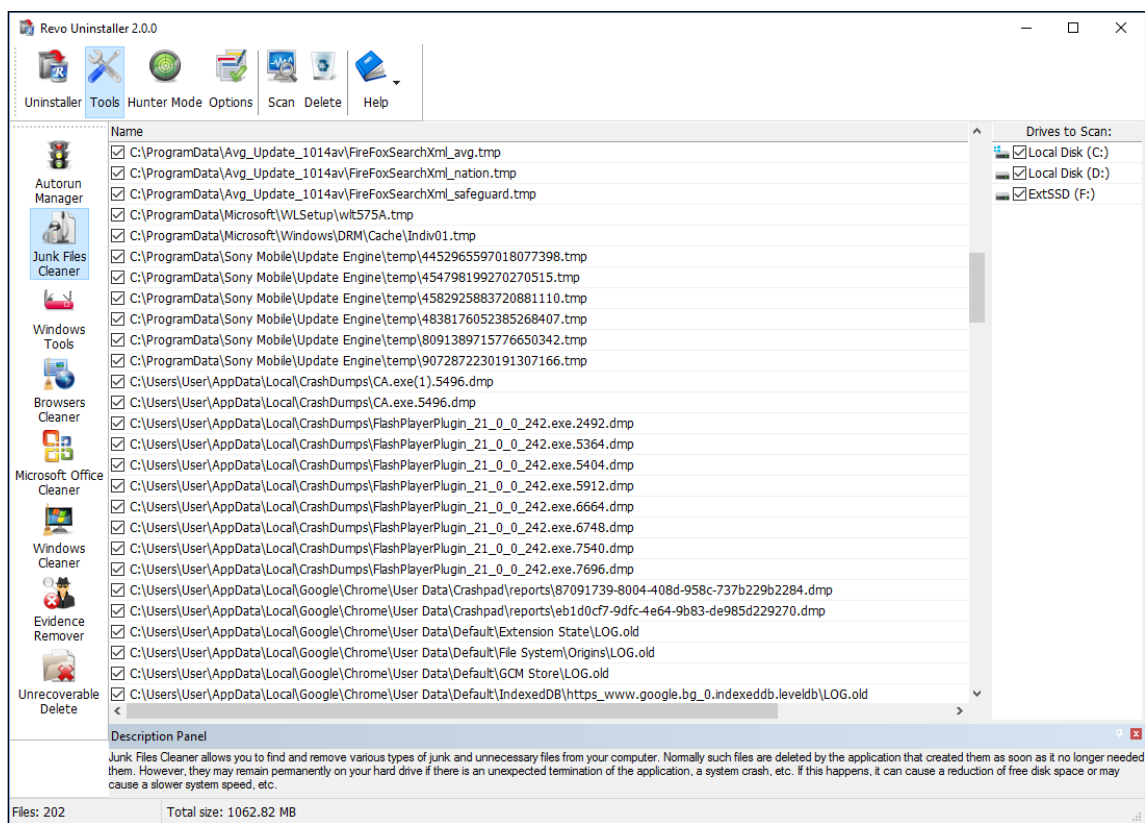 Revo Uninstaller 2.0.0
Uninstaller Tools Hunter Mode Options Scan Delete Help
Autorun
Manager
Junk Files
Cleaner
Windows
Tools
Browsers
Cleaner
Microsoft Office
Cleaner
Windows
Cleaner
Evidence
Remover
Unrecoverable
Delete
Name
C:\ProgramData\Avg_Update_1014av\FireFoxSearchXml_avg.tmp
C:\ProgramData\Avg_Update_1014av\FireFoxSearchXml_nation.tmp
C:\ProgramData\Avg_Update_1014av\FireFoxSearchXml_safeguard.tmp
C:\ProgramData\Microsoft\WLSetup\wlt575A.tmp
C:\ProgramData\Microsoft\Windows\DRM\Cache\Indiv01.tmp
C:\ProgramData\Sony Mobile\Update Engine\temp\4452965597018077398.tmp
C:\ProgramData\Sony Mobile\Update Engine\temp\454798199270270515.tmp
C:\ProgramData\Sony Mobile\Update Engine\temp\4582925883720881110.tmp
C:\ProgramData\Sony Mobile\Update Engine\temp\4838176052385268407.tmp
C:\ProgramData\Sony Mobile\Update Engine\temp\8091389715776650342.tmp
C:\ProgramData\Sony Mobile\Update Engine\temp\9072872230191307166.tmp
C:\Users\User\AppData\Local\CrashDumps\CA.exe(1).5496.dmp
C:\Users\User\AppData\Local\CrashDumps\CA.exe.5496.dmp
C:\Users\User\AppData\Local\CrashDumps\FlashPlayerPlugin_21_0_0_242.exe.2492.dmp
C:\Users\User\AppData\Local\CrashDumps\FlashPlayerPlugin_21_0_0_242.exe.5364.dmp
C:\Users\User\AppData\Local\CrashDumps\FlashPlayerPlugin_21_0_0_242.exe.5404.dmp
C:\Users\User\AppData\Local\CrashDumps\FlashPlayerPlugin_21_0_0_242.exe.5912.dmp
C:\Users\User\AppData\Local\CrashDumps\FlashPlayerPlugin_21_0_0_242.exe.6664.dmp
C:\Users\User\AppData\Local\CrashDumps\FlashPlayerPlugin_21_0_0_242.exe.6748.dmp
C:\Users\User\AppData\Local\CrashDumps\FlashPlayerPlugin_21_0_0_242.exe.7540.dmp
C:\Users\User\AppData\Local\CrashDumps\FlashPlayerPlugin_21_0_0_242.exe.7696.dmp
C:\Users\User\AppData\Local\Google\Chrome\User Data\Crashpad\reports\87091739-8004-408d-958c-737b229b2284.dmp
C:\Users\User\AppData\Local\Google\Chrome\User Data\Crashpad\reports\eb1d0cf7-9dfc-4e64-9b83-de985d229270.dmp
C:\Users\User\AppData\Local\Google\Chrome\User Data\Default\Extension State\LOG.old
C:\Users\User\AppData\Local\Google\Chrome\User Data\Default\File System\Origins\LOG.old
C:\Users\User\AppData\Local\Google\Chrome\User Data\Default\GCM Store\LOG.old
C:\Users\User\AppData\Local\Google\Chrome\User Data\Default\IndexedDB\https_www.google.bg_0.indexeddb.leveldb\LOG.old
Drives to Scan:
Local Disk (C:)
Local Disk (D:)
ExtSSD (F:)
Description Panel
Junk Files Cleaner allows you to find and remove various types of junk and unnecessary files from your computer. Normally such files are deleted by the application that created them as soon as it no longer needed
them. However, they may remain permanently on your hard drive if there is an unexpected termination of the application, a system crash, etc. If this happens, it can cause a reduction of free disk space or may
cause a slower system speed, etc.
Files: 202 Total size: 1062.82 MB